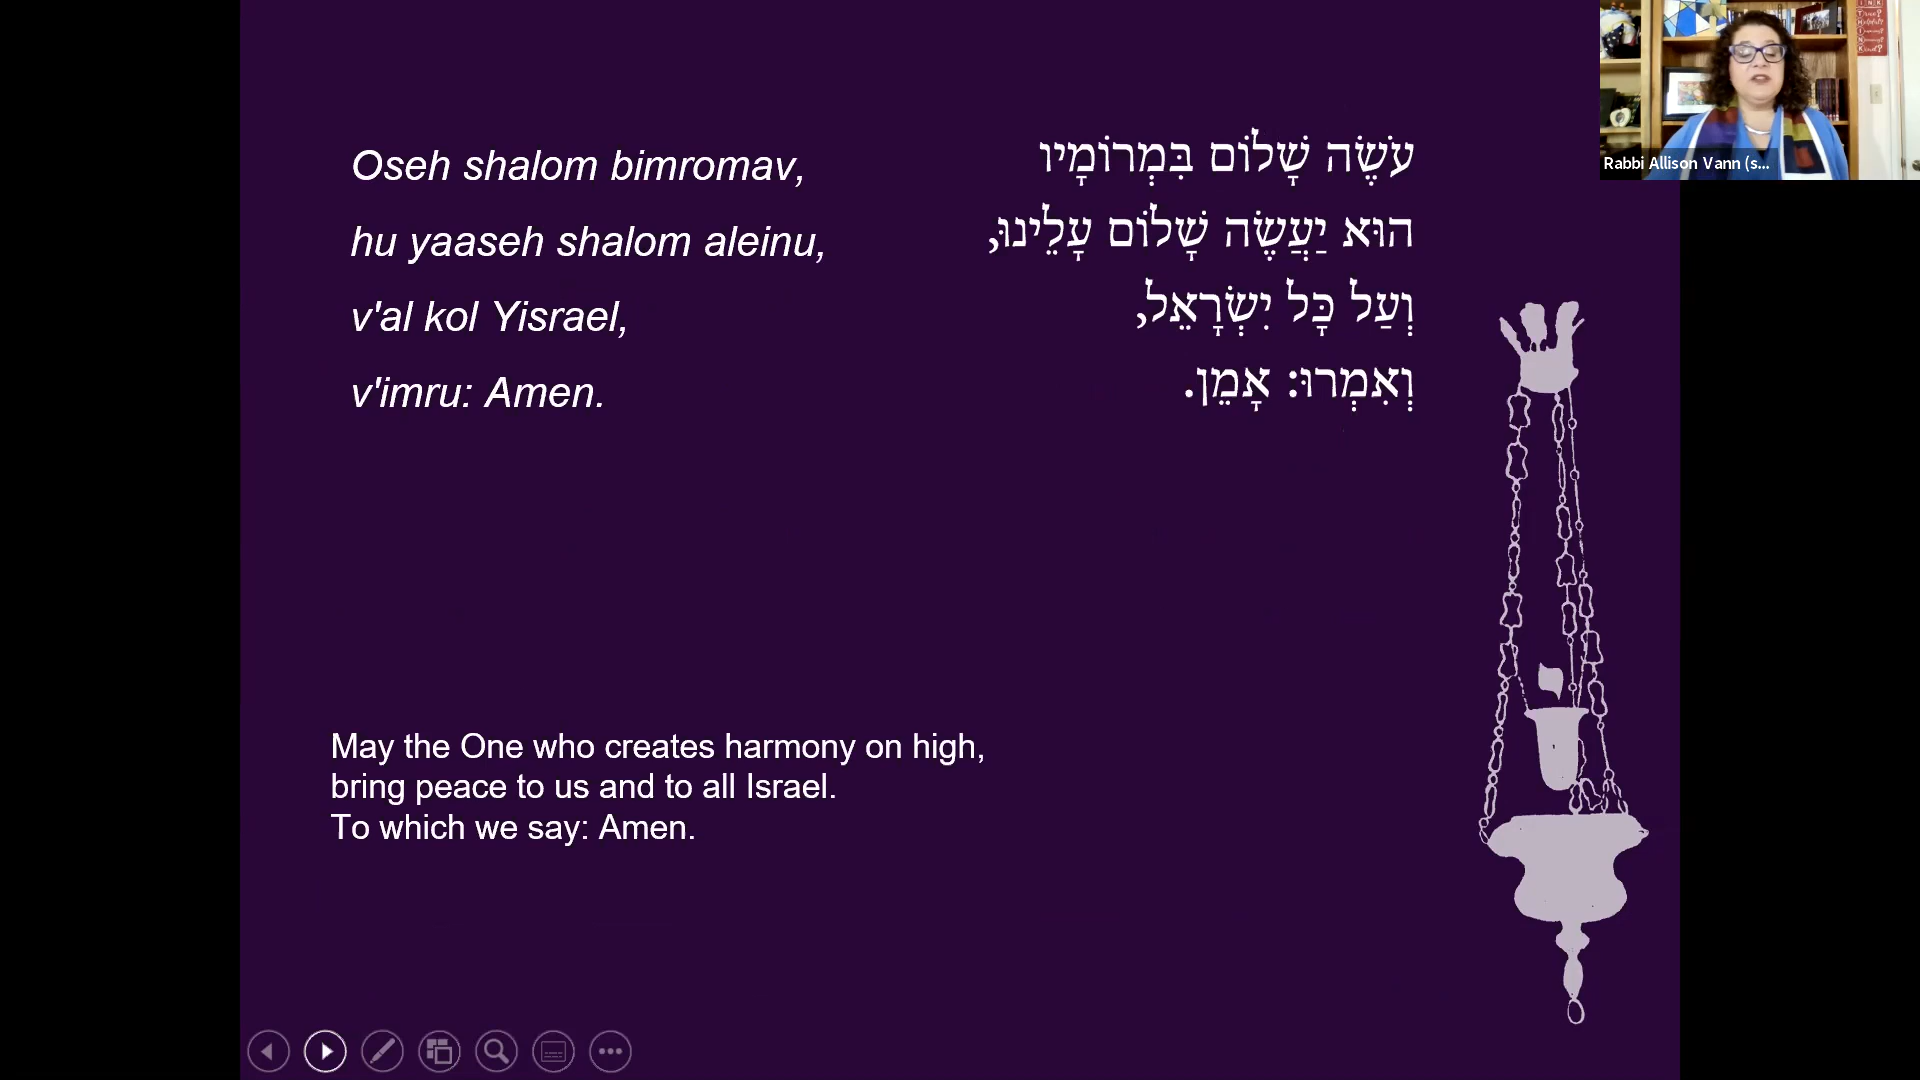 Oseh shalom bimromav,
hu yaaseh shalom aleinu,
v'al kol Yisrael,
v'imru: Amen.
עֹשֶׂה שָׁלוֹם בִּמְרוֹמָיו
הוּא יַעֲשֶׂה שָׁלוֹם עָלֵינוּ,
וְעַל כָּל יִשְׂרָאֵל,
וְאִמְרוּ: אָמֵן.
May the One who creates harmony on high,
bring peace to us and to all Israel.
To which we say: Amen.
Rabbi Allison Vann (s...